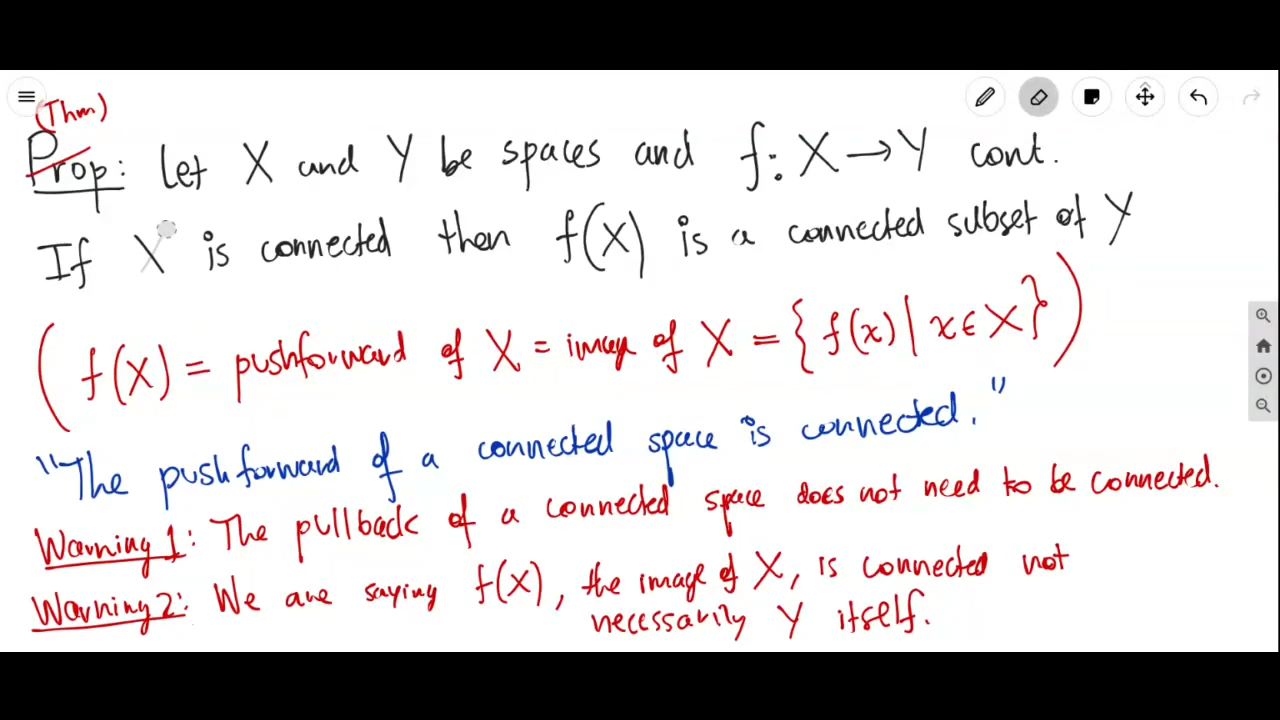 (Thm)
Prop: Let X and Y be spaces and f: X → Y cont.
If X is connected then f(X) is a connected subset of Y
( f(X) = pushforward of X = image of X = { f(x) | x ∈ X } )
"The pushforward of a connected space is connected."
Warning 1: The pullback of a connected space does not need to be connected.
Warning 2: We are saying f(X), the image of X, is connected not
necessarily Y itself.